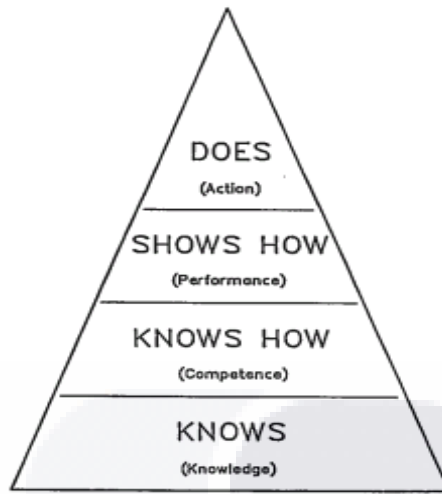 DOES
(Action)
SHOWS HOW
(Performance)
KNOWS HOW
(Competence)
KNOWS
(Knowledge)